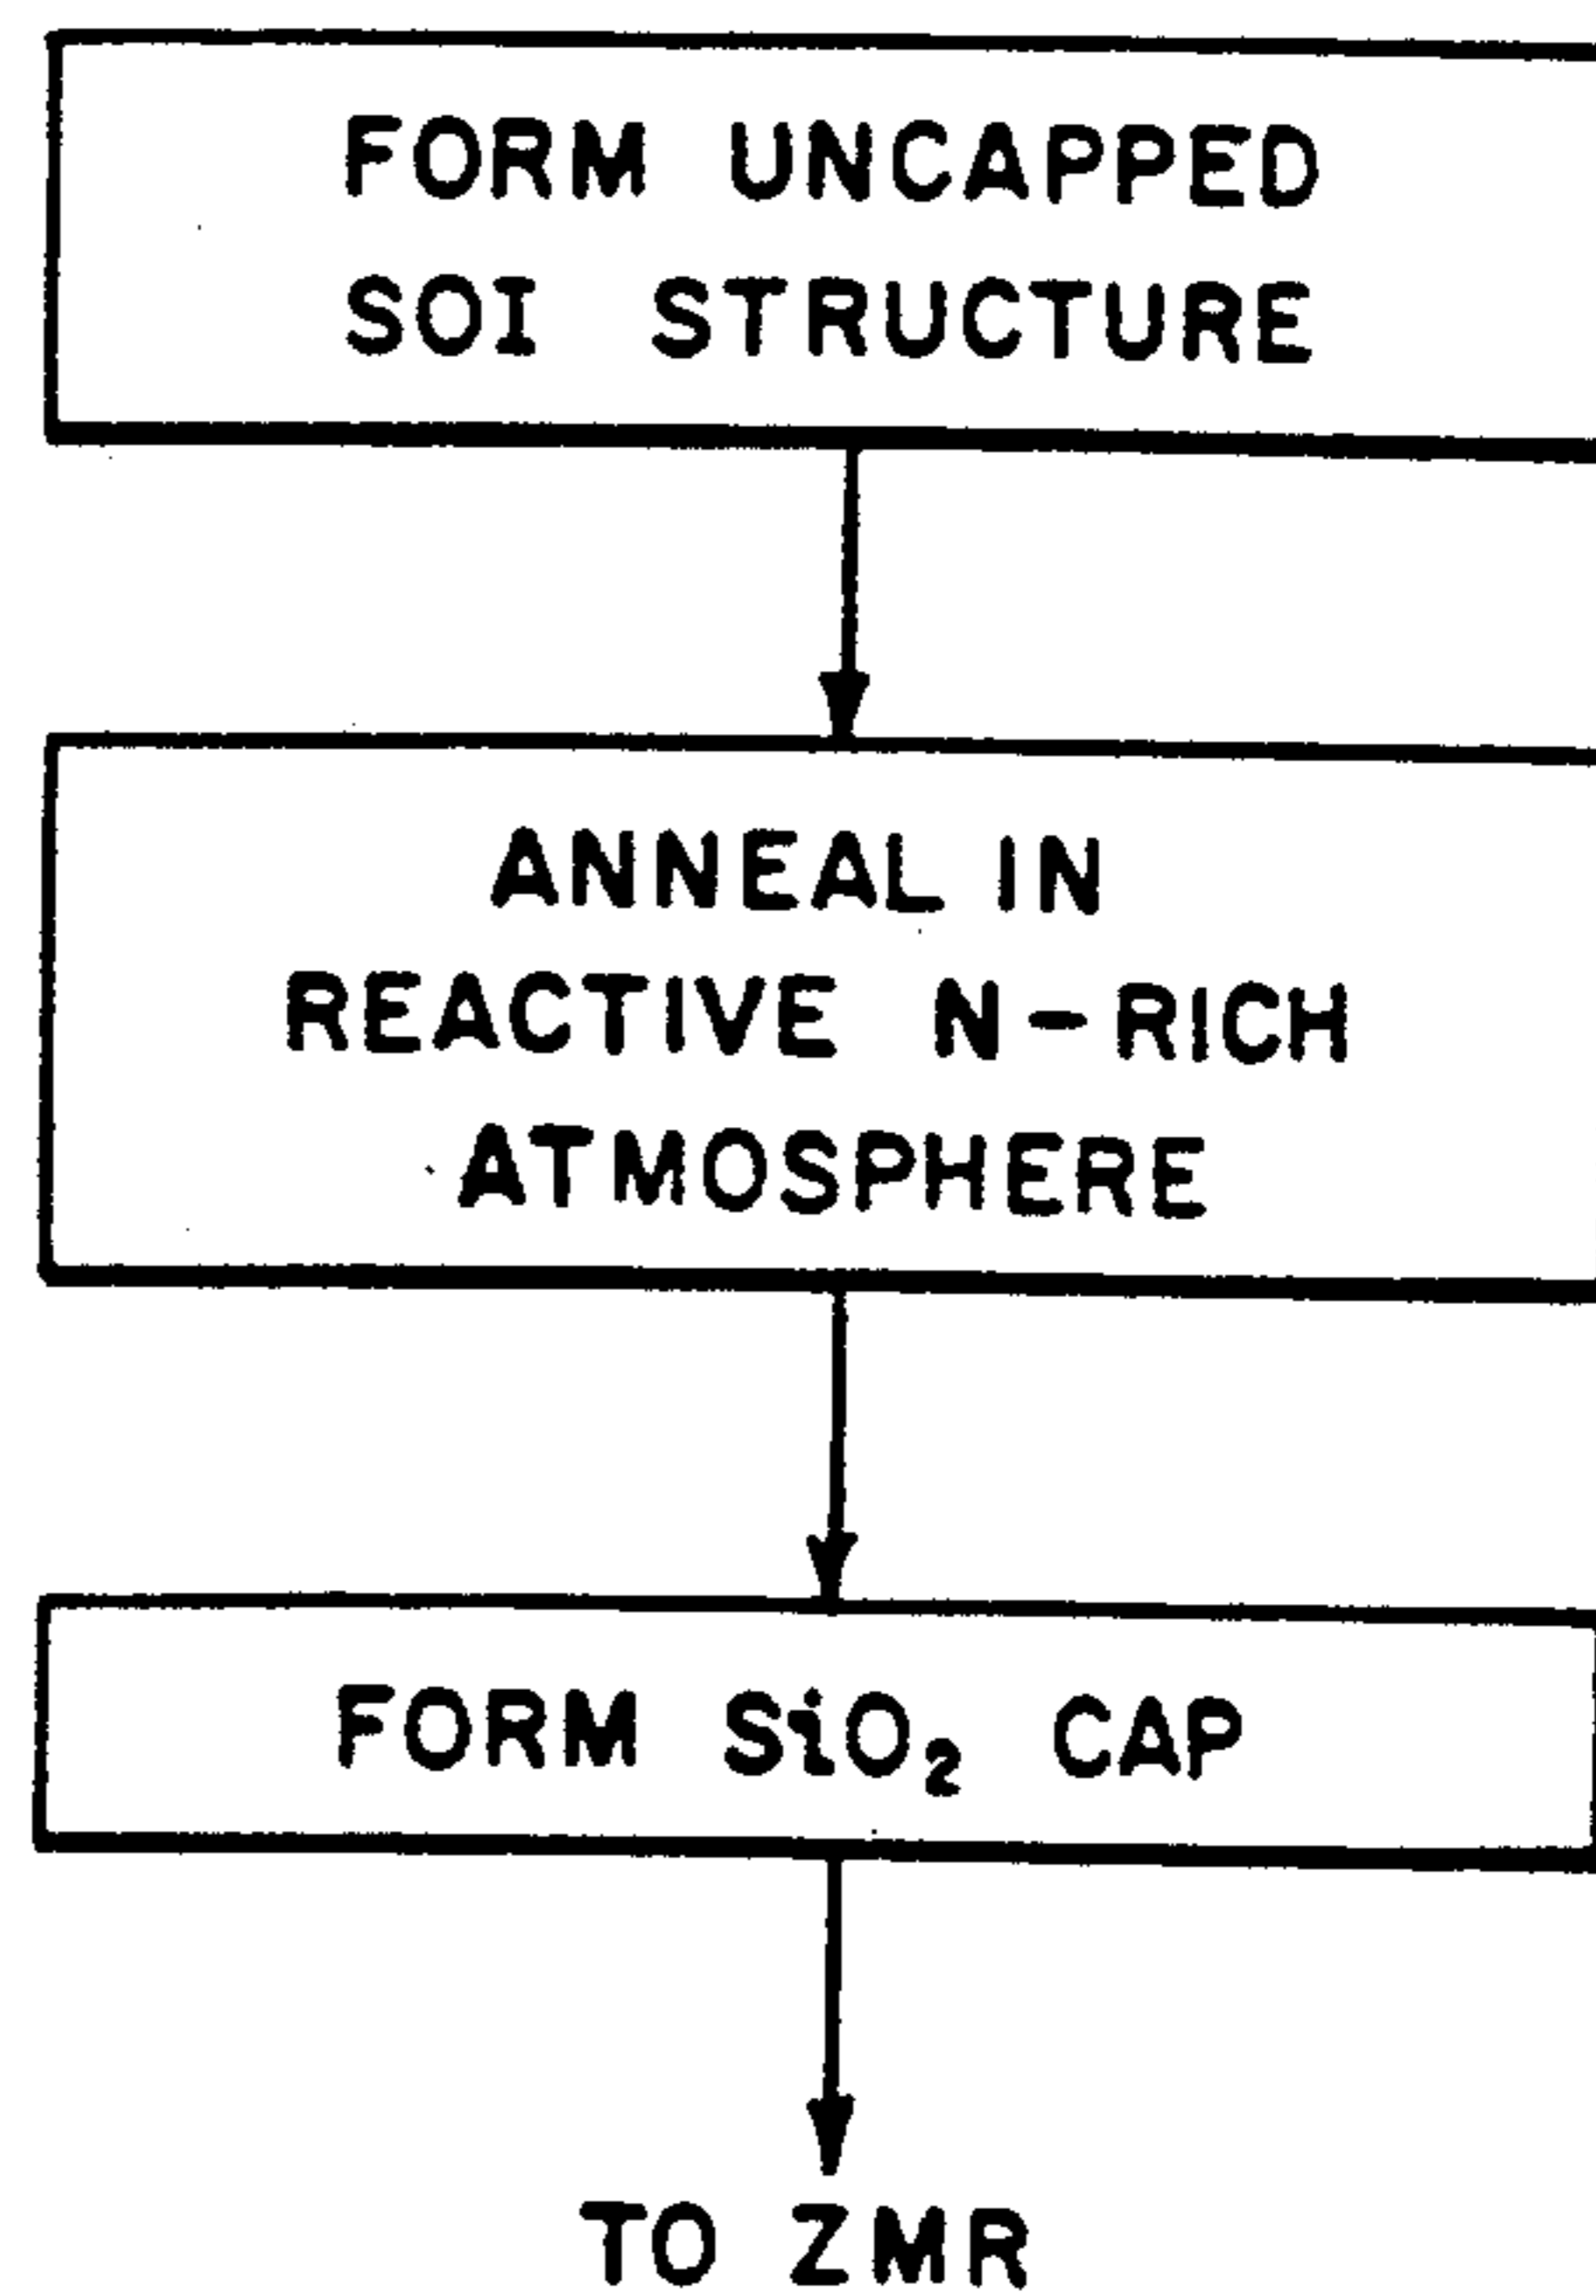 FORM UNCAPPED
SOI STRUCTURE
ANNEAL IN
REACTIVE N-RICH
ATMOSPHERE
FORM SiO₂ CAP
TO ZMR